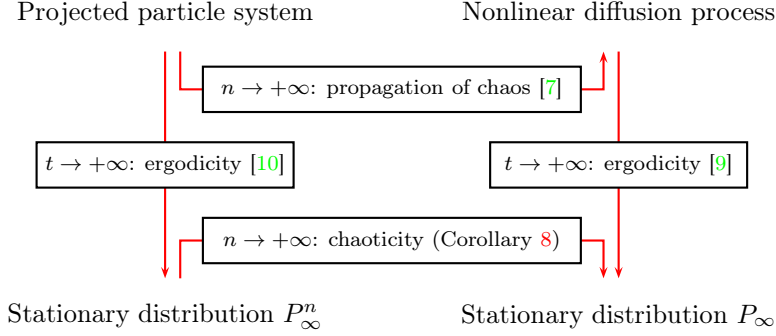 Projected particle system
Nonlinear diffusion process
n → +∞: propagation of chaos [7]
t → +∞: ergodicity [10]
t → +∞: ergodicity [9]
n → +∞: chaoticity (Corollary 8)
Stationary distribution P^n_∞
Stationary distribution P_∞